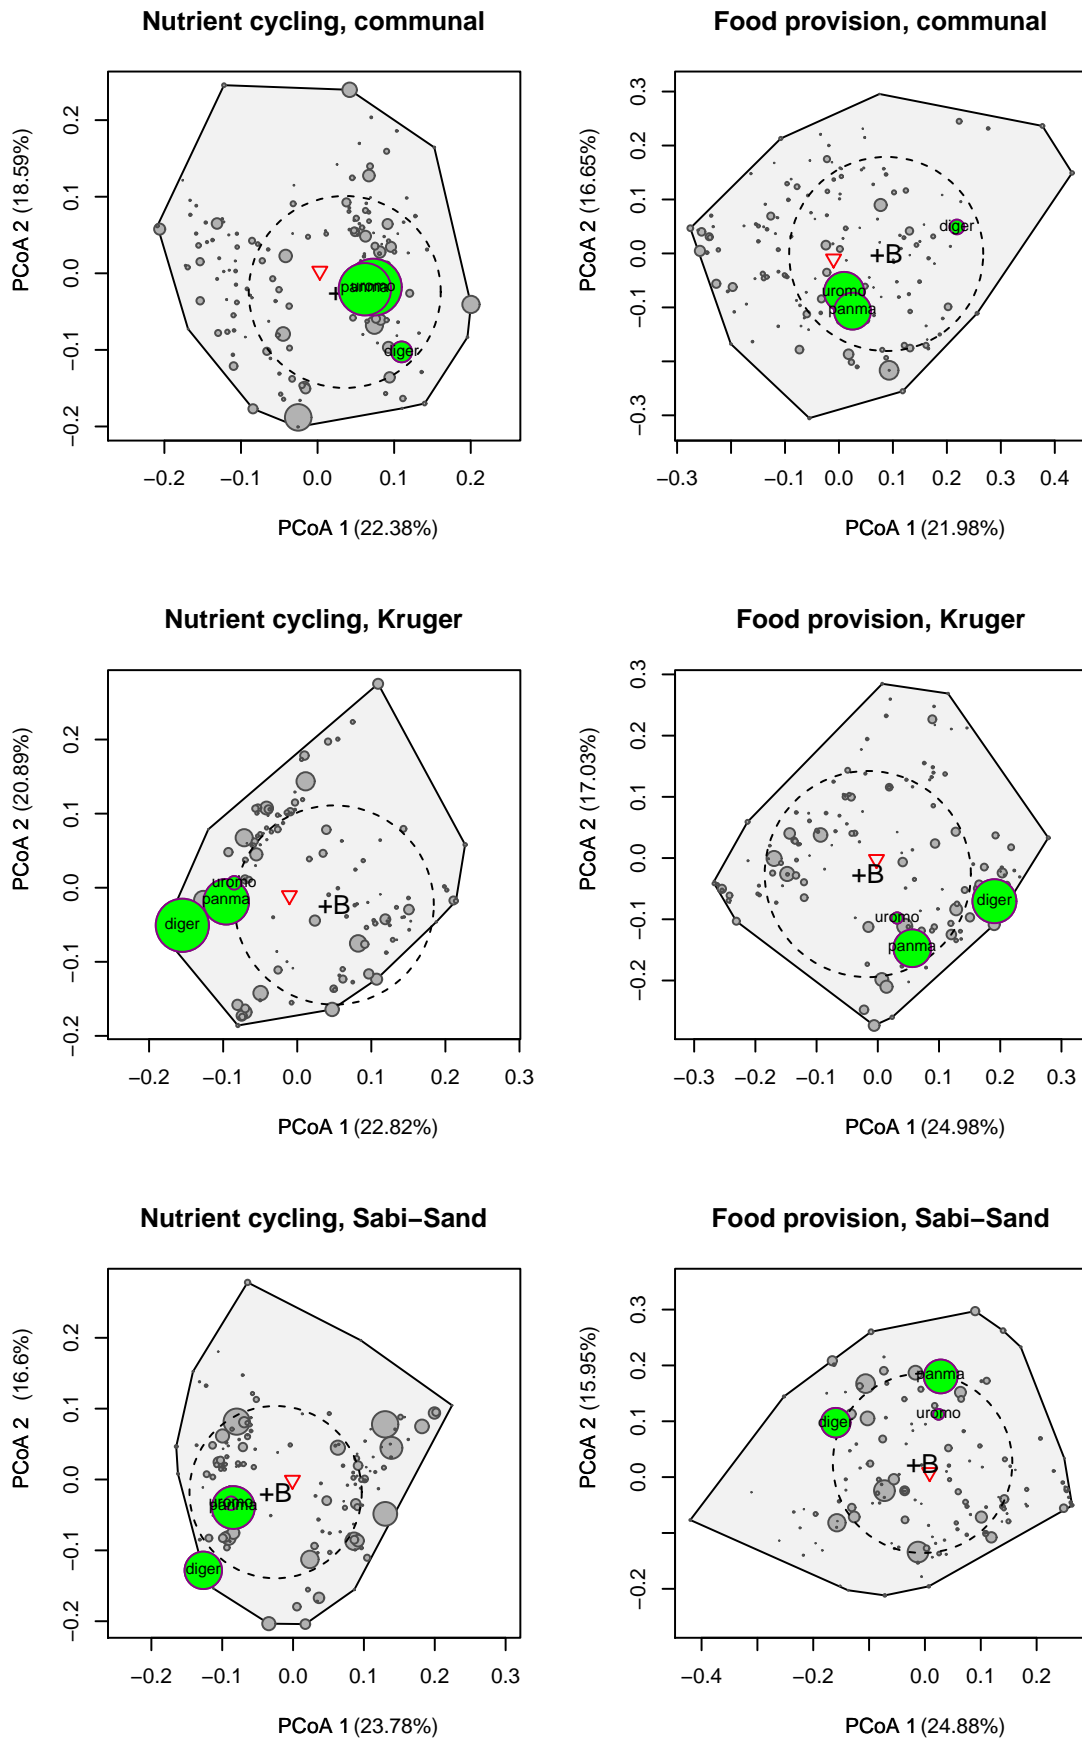 Nutrient cycling, communal
Food provision, communal
PCoA 2 (18.59%)
0.2
0.1
0.0
−0.1
−0.2
uromo
panma
+
diger
−0.2 −0.1 0.0 0.1 0.2
PCoA 1 (22.38%)
PCoA 2 (16.65%)
0.3
0.2
0.1
0.0
−0.1
−0.3
diger
+B
uromo
panma
−0.3 −0.1 0.0 0.1 0.2 0.3 0.4
PCoA 1 (21.98%)
Nutrient cycling, Kruger
Food provision, Kruger
PCoA 2 (20.89%)
0.2
0.1
0.0
−0.1
−0.2
uromo
panma
diger
+B
−0.2 −0.1 0.0 0.1 0.2 0.3
PCoA 1 (22.82%)
PCoA 2 (17.03%)
0.3
0.2
0.1
0.0
−0.1
−0.2
+B
diger
uromo
panma
−0.3 −0.2 −0.1 0.0 0.1 0.2 0.3
PCoA 1 (24.98%)
Nutrient cycling, Sabi−Sand
Food provision, Sabi−Sand
PCoA 2 (16.6%)
0.2
0.1
0.0
−0.1
−0.2
+B
uromo
panma
diger
−0.2 −0.1 0.0 0.1 0.2 0.3
PCoA 1 (23.78%)
PCoA 2 (15.95%)
0.3
0.2
0.1
0.0
−0.2
panma
uromo
diger
+B
−0.4 −0.2 0.0 0.1 0.2
PCoA 1 (24.88%)